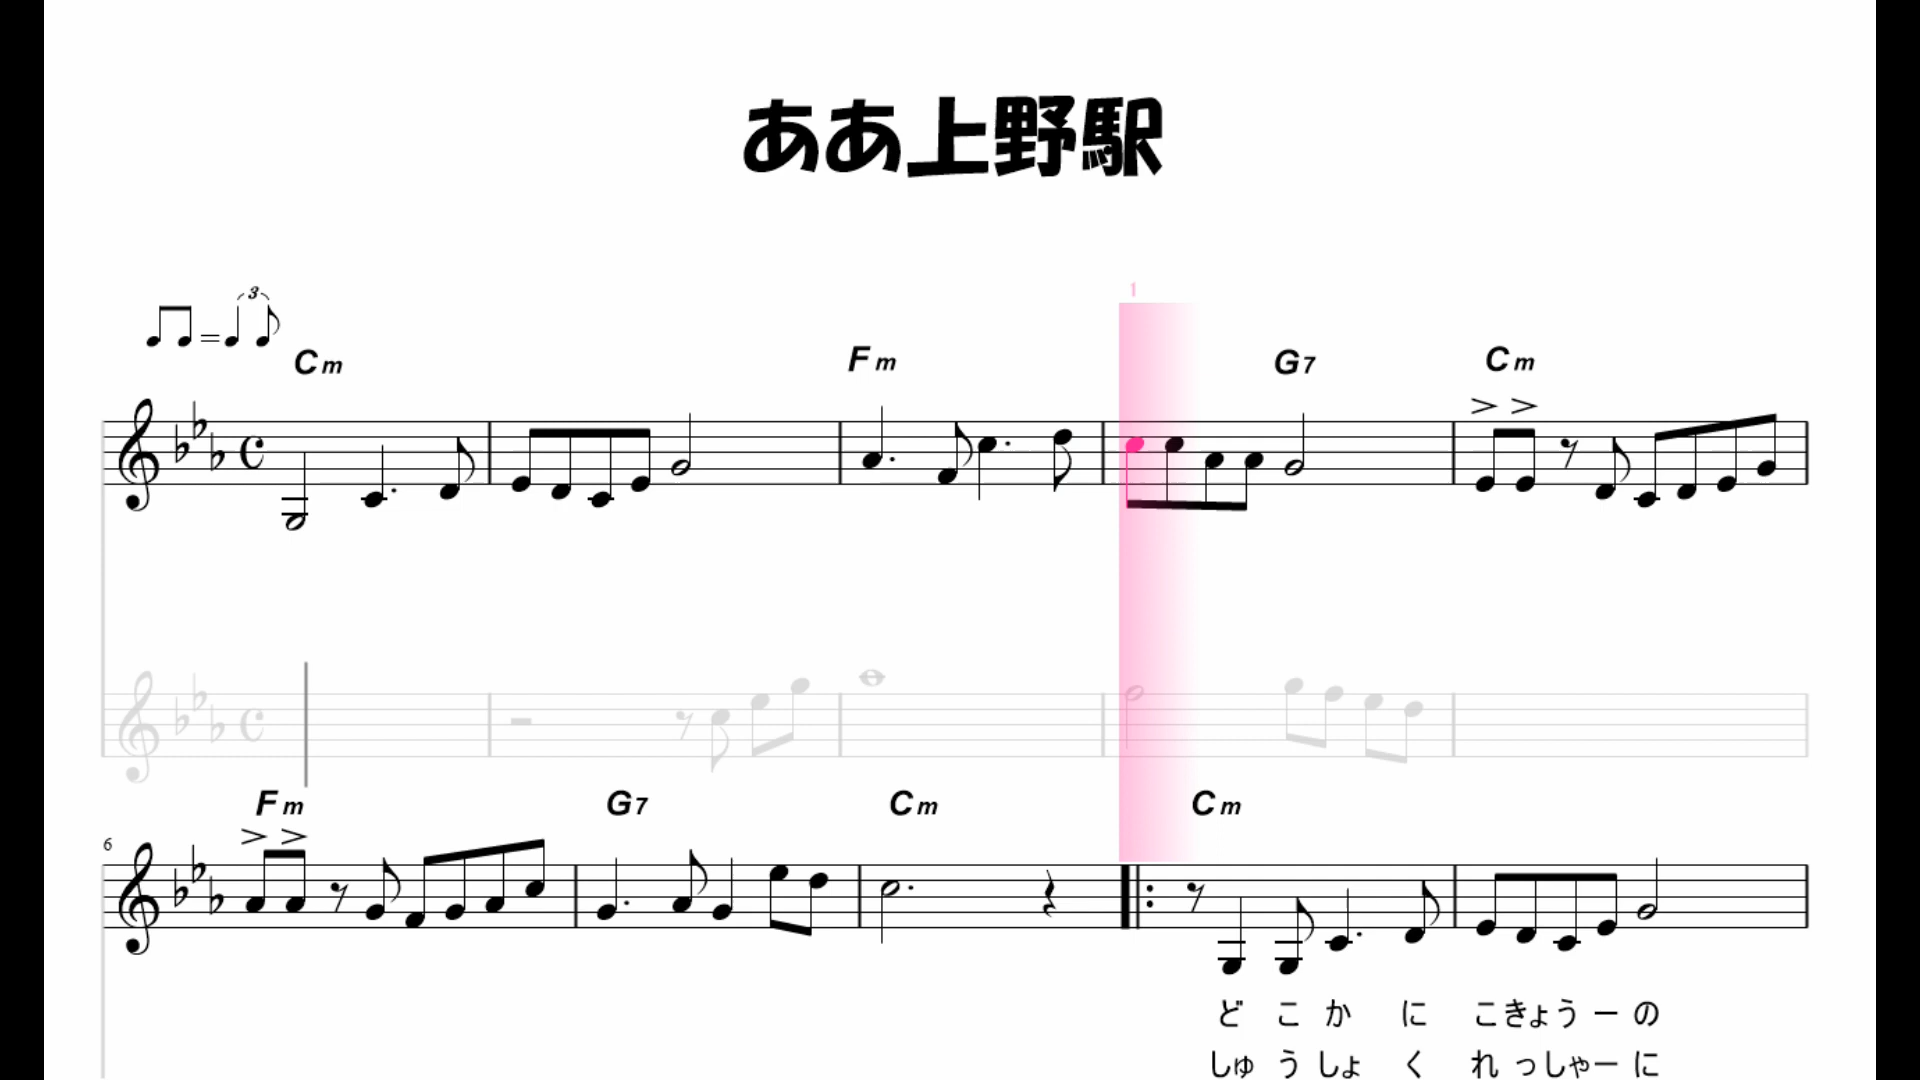 ああ上野駅
1
3
=
Cm Fm G7 Cm
6
Fm G7 Cm Cm
どこかに こきょうーの
しゅうしょく れっしゃーに